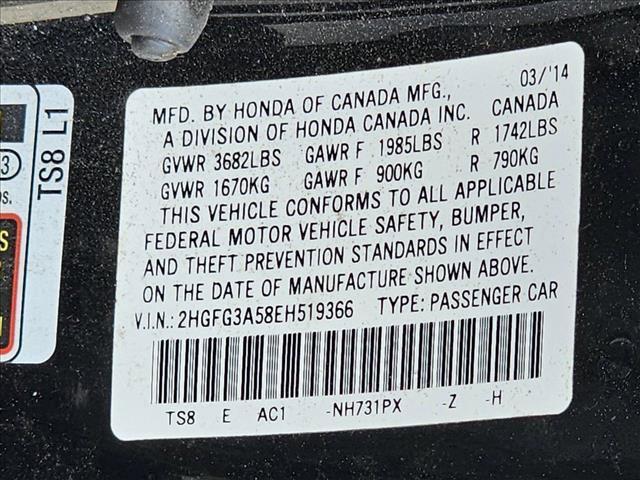 03/'14
MFD. BY HONDA OF CANADA MFG.,
A DIVISION OF HONDA CANADA INC. CANADA
GVWR 3682LBS GAWR F 1985LBS R 1742LBS
GVWR 1670KG GAWR F 900KG R 790KG
THIS VEHICLE CONFORMS TO ALL APPLICABLE
FEDERAL MOTOR VEHICLE SAFETY, BUMPER,
AND THEFT PREVENTION STANDARDS IN EFFECT
ON THE DATE OF MANUFACTURE SHOWN ABOVE.
V.I.N.: 2HGFG3A58EH519366 TYPE: PASSENGER CAR
TS8 E AC1 -NH731PX -Z -H
TS8 L1
3